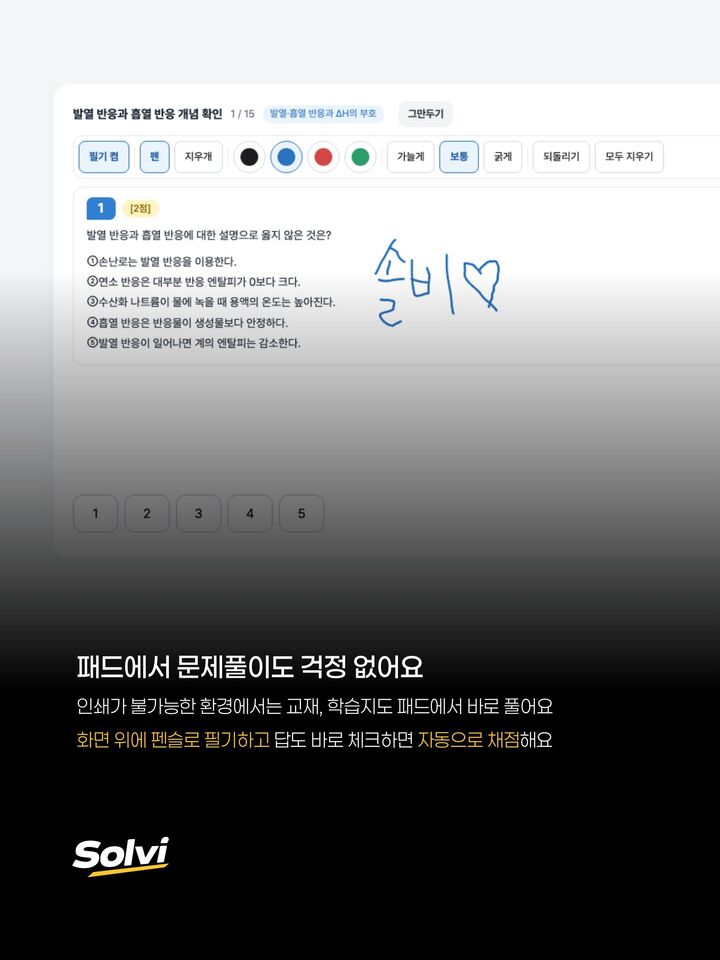 발열 반응과 흡열 반응 개념 확인 1 / 15 발열·흡열 반응과 ΔH의 부호 그만두기
필기 켬 펜 지우개 가늘게 보통 굵게 되돌리기 모두 지우기
1 [2점]
발열 반응과 흡열 반응에 대한 설명으로 옳지 않은 것은?
①손난로는 발열 반응을 이용한다.
②연소 반응은 대부분 반응 엔탈피가 0보다 크다.
③수산화 나트륨이 물에 녹을 때 용액의 온도는 높아진다.
④흡열 반응은 반응물이 생성물보다 안정하다.
⑤발열 반응이 일어나면 계의 엔탈피는 감소한다.
솔비♡
1 2 3 4 5
패드에서 문제풀이도 걱정 없어요
인쇄가 불가능한 환경에서는 교재, 학습지도 패드에서 바로 풀어요
화면 위에 펜슬로 필기하고 답도 바로 체크하면 자동으로 채점해요
Solvi